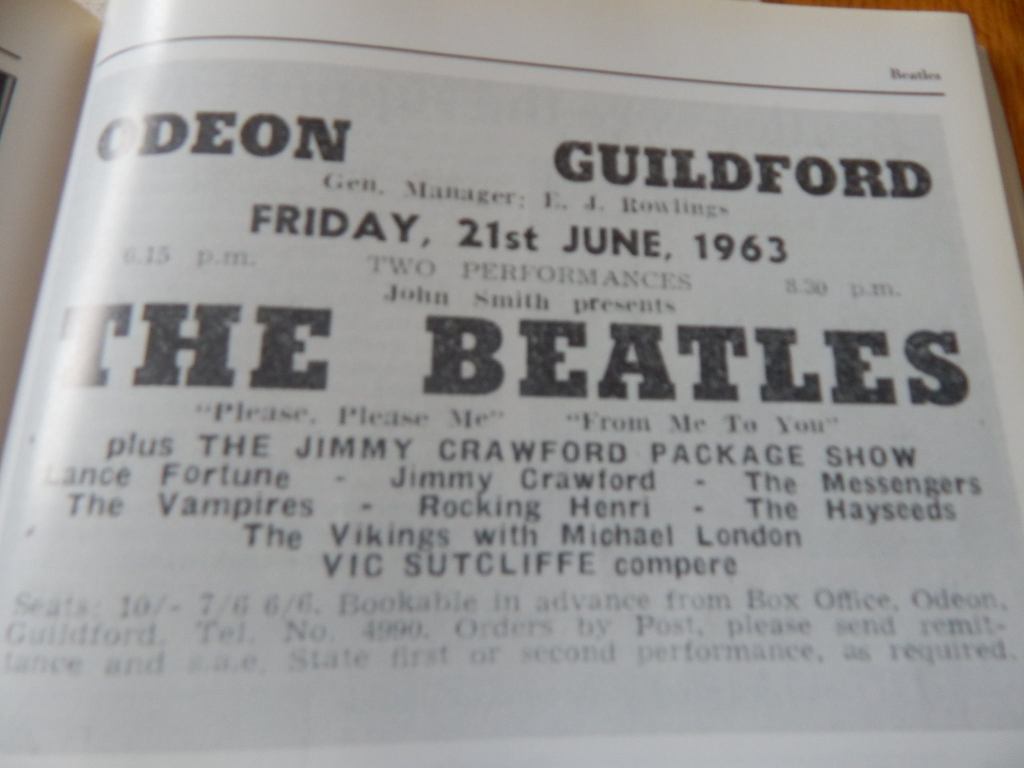 Beatles
ODEON GUILDFORD
Gen. Manager: E. J. Rowlings
FRIDAY, 21st JUNE, 1963
6.15 p.m. TWO PERFORMANCES 8.30 p.m.
John Smith presents
THE BEATLES
"Please, Please Me" "From Me To You"
plus THE JIMMY CRAWFORD PACKAGE SHOW
Lance Fortune - Jimmy Crawford - The Messengers
The Vampires - Rocking Henri - The Hayseeds
The Vikings with Michael London
VIC SUTCLIFFE compere
Seats: 10/- 7/6 6/6. Bookable in advance from Box Office, Odeon,
Guildford. Tel. No. 4990. Orders by Post, please send remit-
tance and s.a.e. State first or second performance, as required.